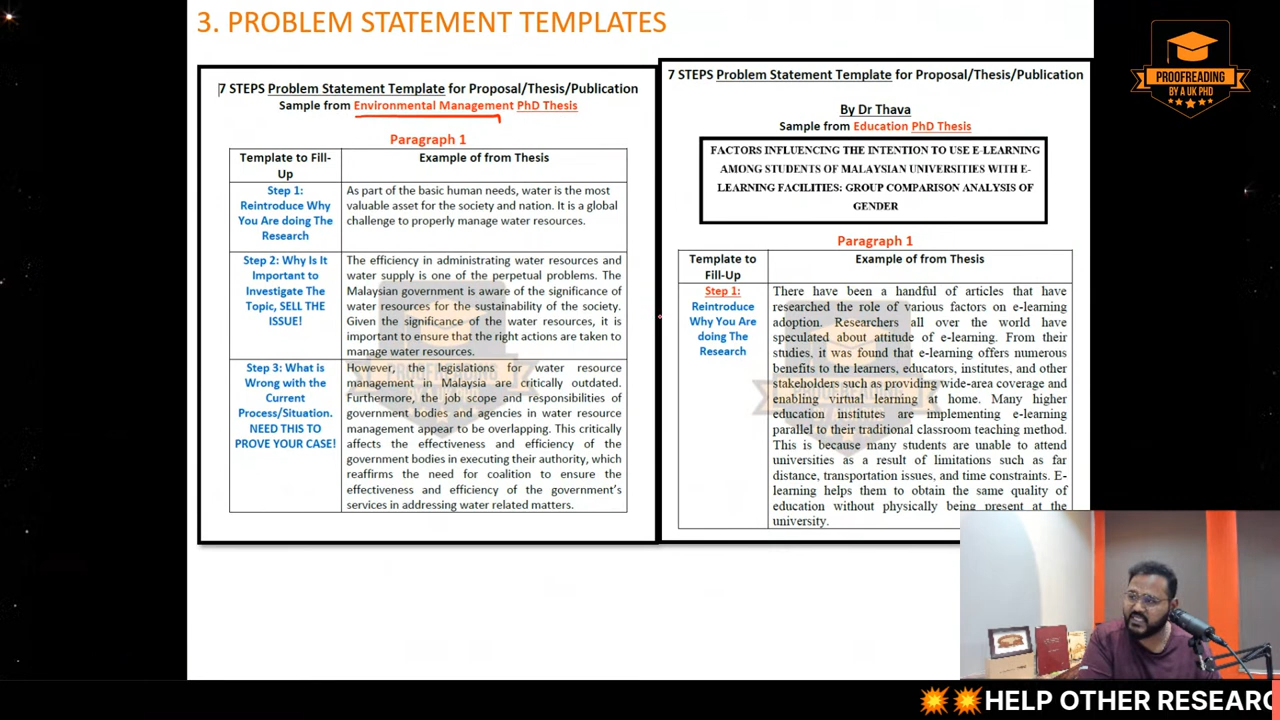 3. PROBLEM STATEMENT TEMPLATES
7 STEPS Problem Statement Template for Proposal/Thesis/Publication
Sample from Environmental Management PhD Thesis
Paragraph 1
Template to Fill-
Up
Example of from Thesis
Step 1:
Reintroduce Why
You Are doing The
Research
As part of the basic human needs, water is the most
valuable asset for the society and nation. It is a global
challenge to properly manage water resources.
Step 2: Why Is It
Important to
Investigate The
Topic, SELL THE
ISSUE!
The efficiency in administrating water resources and
water supply is one of the perpetual problems. The
Malaysian government is aware of the significance of
water resources for the sustainability of the society.
Given the significance of the water resources, it is
important to ensure that the right actions are taken to
manage water resources.
Step 3: What is
Wrong with the
Current
Process/Situation.
NEED THIS TO
PROVE YOUR CASE!
However, the legislations for water resource
management in Malaysia are critically outdated.
Furthermore, the job scope and responsibilities of
government bodies and agencies in water resource
management appear to be overlapping. This critically
affects the effectiveness and efficiency of the
government bodies in executing their authority, which
reaffirms the need for coalition to ensure the
effectiveness and efficiency of the government's
services in addressing water related matters.
7 STEPS Problem Statement Template for Proposal/Thesis/Publication
By Dr Thava
Sample from Education PhD Thesis
FACTORS INFLUENCING THE INTENTION TO USE E-LEARNING
AMONG STUDENTS OF MALAYSIAN UNIVERSITIES WITH E-
LEARNING FACILITIES: GROUP COMPARISON ANALYSIS OF
GENDER
Paragraph 1
Template to
Fill-Up
Example of from Thesis
Step 1:
Reintroduce
Why You Are
doing The
Research
There have been a handful of articles that have
researched the role of various factors on e-learning
adoption. Researchers all over the world have
speculated about attitude of e-learning. From their
studies, it was found that e-learning offers numerous
benefits to the learners, educators, institutes, and other
stakeholders such as providing wide-area coverage and
enabling virtual learning at home. Many higher
education institutes are implementing e-learning
parallel to their traditional classroom teaching method.
This is because many students are unable to attend
universities as a result of limitations such as far
distance, transportation issues, and time constraints. E-
learning helps them to obtain the same quality of
education without physically being present at the
university.
PROOFREADING
BY A UK PHD
HELP OTHER RESEARC